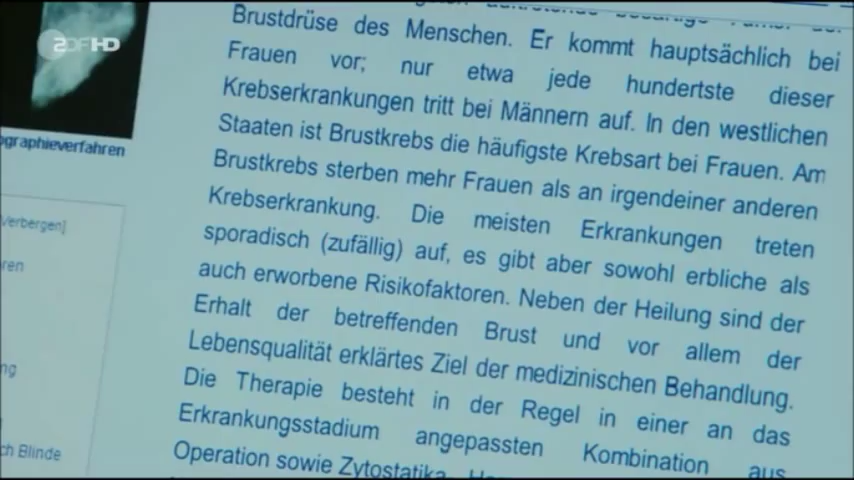 ZDF HD
Brustdrüse des Menschen. Er kommt hauptsächlich bei
Frauen vor; nur etwa jede hundertste dieser
Krebserkrankungen tritt bei Männern auf. In den westlichen
Staaten ist Brustkrebs die häufigste Krebsart bei Frauen. Am
Brustkrebs sterben mehr Frauen als an irgendeiner anderen
Krebserkrankung. Die meisten Erkrankungen treten
sporadisch (zufällig) auf, es gibt aber sowohl erbliche als
auch erworbene Risikofaktoren. Neben der Heilung sind der
Erhalt der betreffenden Brust und vor allem der
Lebensqualität erklärtes Ziel der medizinischen Behandlung.
Die Therapie besteht in der Regel in einer an das
Erkrankungsstadium angepassten Kombination aus
Operation sowie Zytostatika
ographieverfahren
Verbergen]
ren
ng
ch Blinde